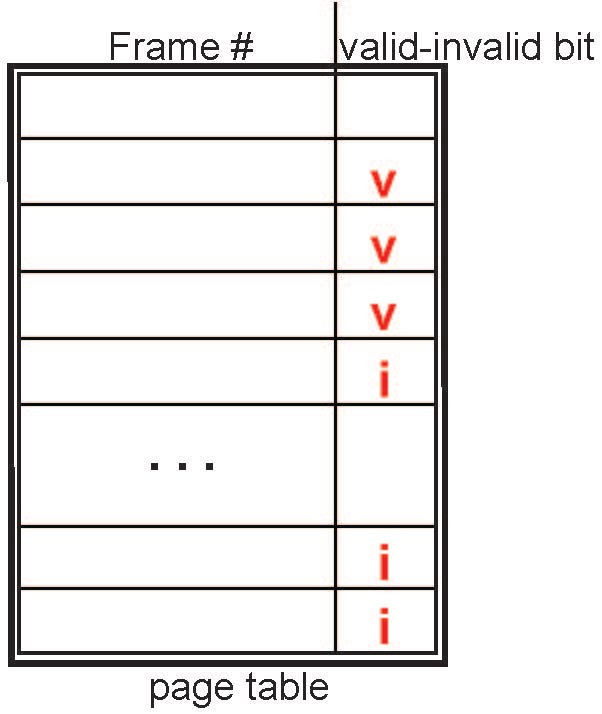 Frame # valid-invalid bit
v
v
v
i
. . .
i
i
page table